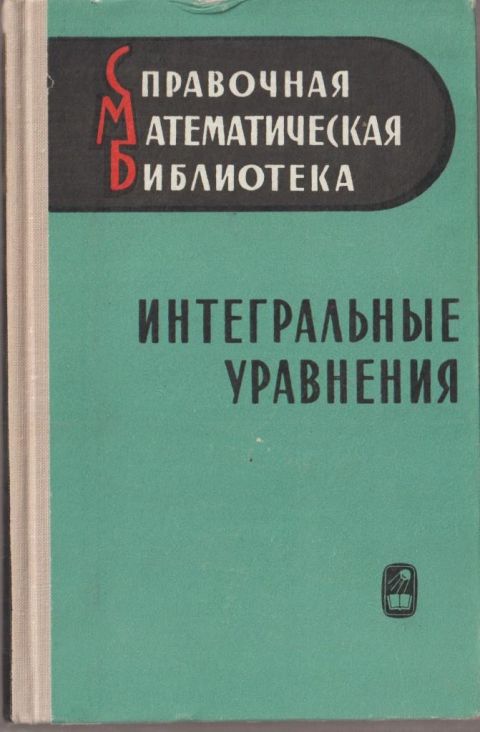 СПРАВОЧНАЯ
МАТЕМАТИЧЕСКАЯ
БИБЛИОТЕКА
ИНТЕГРАЛЬНЫЕ
УРАВНЕНИЯ